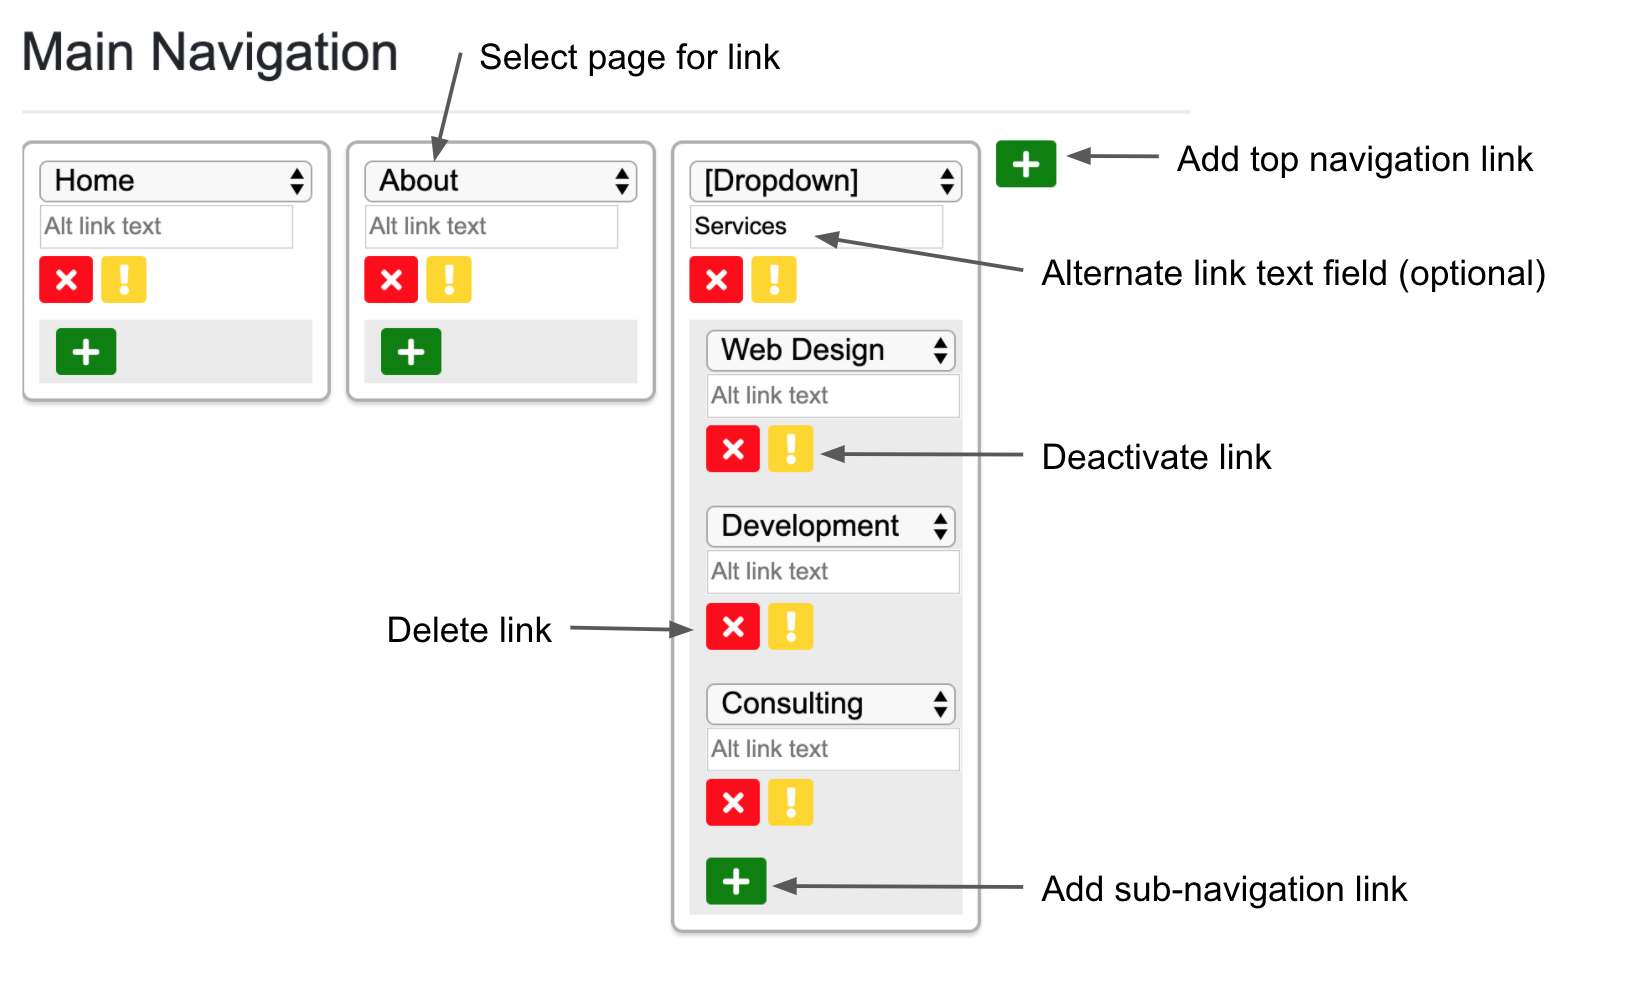 Main Navigation
Select page for link
Add top navigation link
Home
Alt link text
About
Alt link text
[Dropdown]
Services
Alternate link text field (optional)
Web Design
Alt link text
Deactivate link
Development
Alt link text
Delete link
Consulting
Alt link text
Add sub-navigation link